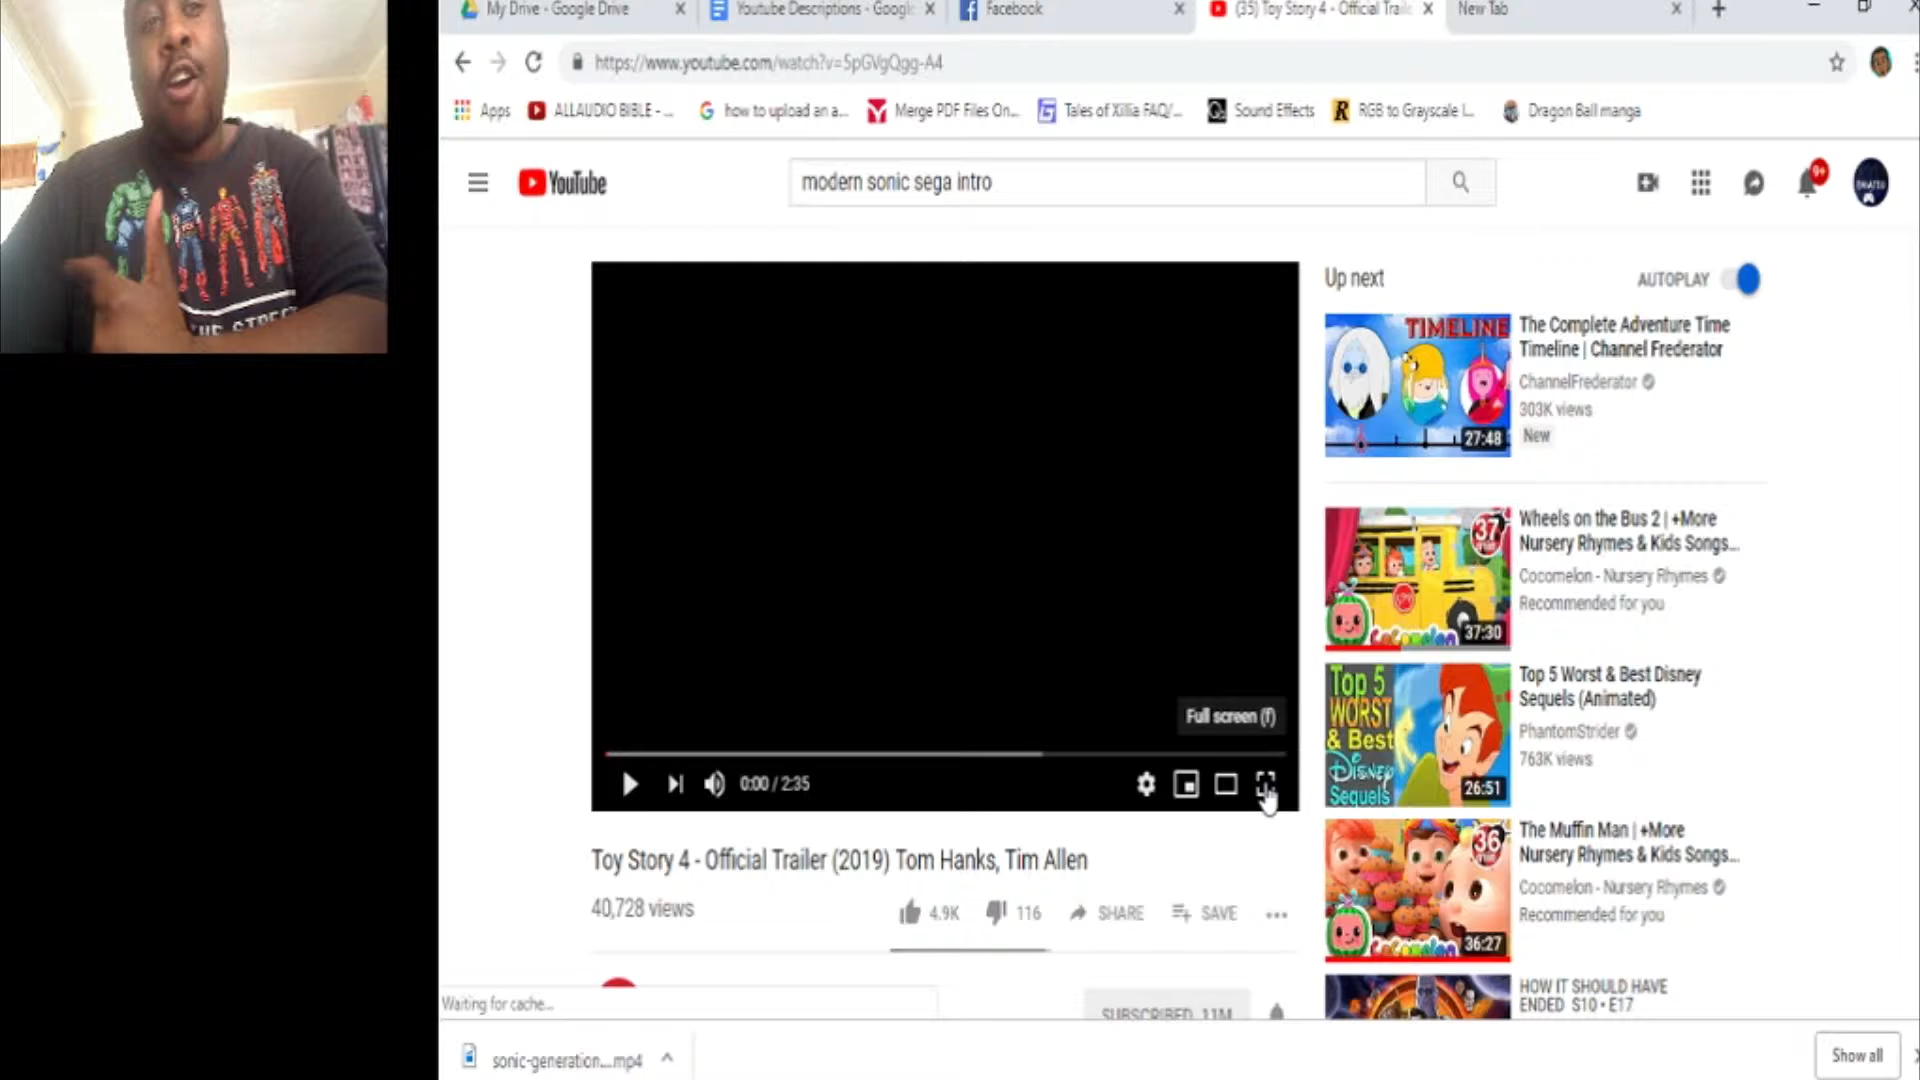 My Drive - Google Drive
Youtube Descriptions - Google
Facebook
(35) Toy Story 4 - Official Traile
New Tab
https://www.youtube.com/watch?v=5pGVgQgg-A4
Apps
ALLAUDIO BIBLE - ...
how to upload an a...
Merge PDF Files On...
Tales of Xillia FAQ/...
Sound Effects
RGB to Grayscale I...
Dragon Ball manga
YouTube
modern sonic sega intro
9+
THE STREE
Up next
AUTOPLAY
TIMELINE
27:48
The Complete Adventure Time
Timeline | Channel Frederator
ChannelFrederator
303K views
New
37
37:30
Wheels on the Bus 2 | +More
Nursery Rhymes & Kids Songs...
Cocomelon - Nursery Rhymes
Recommended for you
Top 5
WORST
& Best
Disney
Sequels
26:51
Top 5 Worst & Best Disney
Sequels (Animated)
PhantomStrider
763K views
Full screen (f)
0:00 / 2:35
36
CoComelon
36:27
The Muffin Man | +More
Nursery Rhymes & Kids Songs...
Cocomelon - Nursery Rhymes
Recommended for you
Toy Story 4 - Official Trailer (2019) Tom Hanks, Tim Allen
40,728 views
4.9K
116
SHARE
SAVE
HOW IT SHOULD HAVE
ENDED S10 • E17
Waiting for cache...
SUBSCRIBED 11M
sonic-generation....mp4
Show all